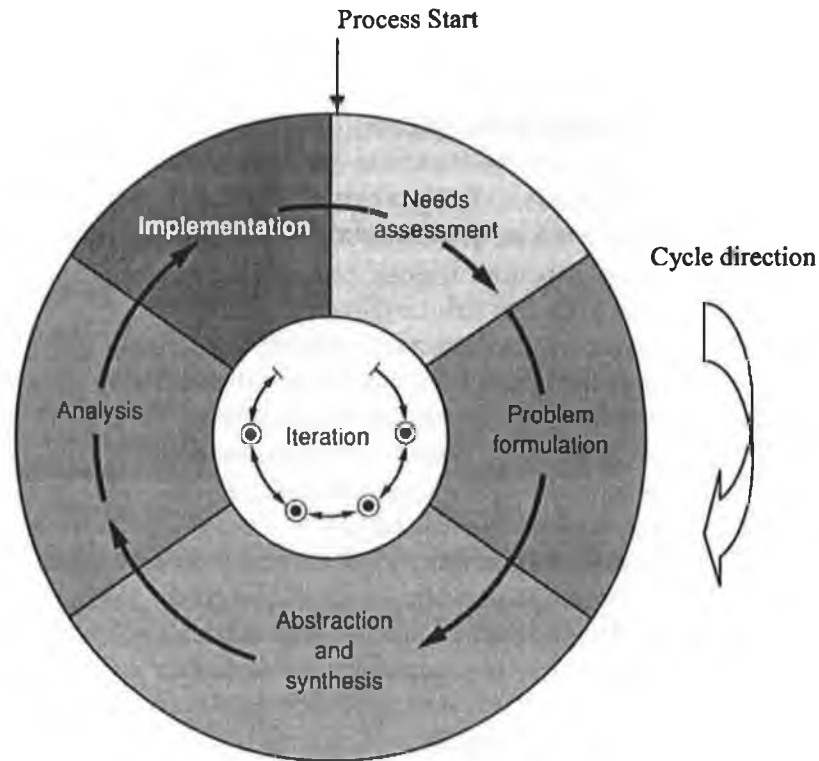 Process Start
Needs
assessment
Implementation
Cycle direction
Problem
formulation
Analysis
Iteration
Abstraction
and
synthesis